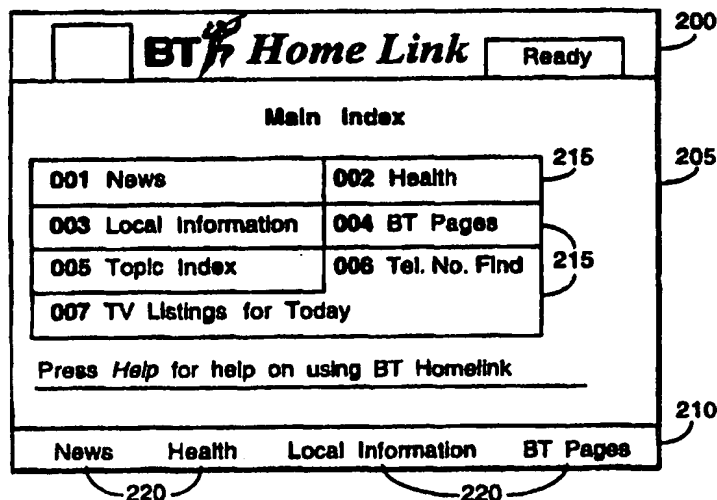 BT Home Link Ready 200
Main Index
001 News 002 Health 215 205
003 Local Information 004 BT Pages
005 Topic Index 006 Tel. No. Find 215
007 TV Listings for Today
Press Help for help on using BT Homelink
210
News Health Local Information BT Pages
220 220